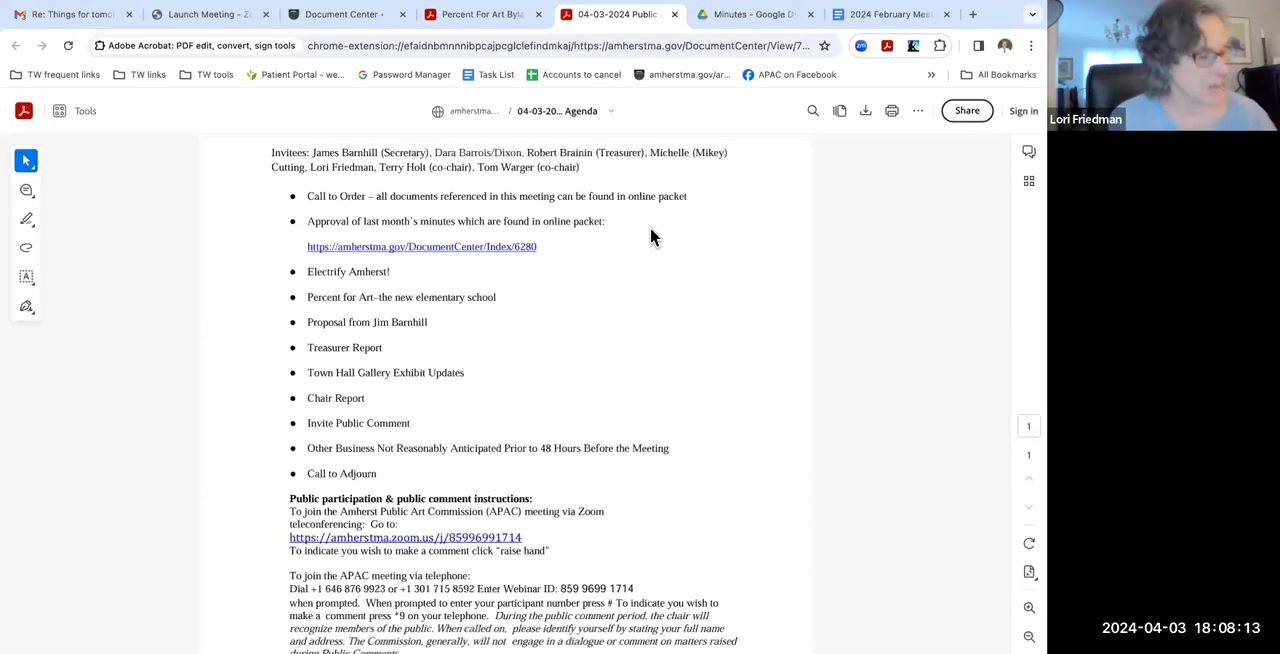 Re: Things for tomo
Launch Meeting - Z
Document Center •
Percent For Art Byla
04-03-2024 Public
Minutes - Google D
2024 February Meet
Adobe Acrobat: PDF edit, convert, sign tools
chrome-extension://efaidnbmnnnibpcajpcglclefindmkaj/https://amherstma.gov/DocumentCenter/View/7...
TW frequent links
TW links
TW tools
Patient Portal - we...
Password Manager
Task List
Accounts to cancel
amherstma.gov/ar...
APAC on Facebook
»
All Bookmarks
Tools
amherstma....
/ 04-03-20... Agenda
Share
Sign in
Lori Friedman
Invitees: James Barnhill (Secretary), Dara Barrois/Dixon, Robert Brainin (Treasurer), Michelle (Mikey)
Cutting, Lori Friedman, Terry Holt (co-chair), Tom Warger (co-chair)
● Call to Order – all documents referenced in this meeting can be found in online packet
● Approval of last month's minutes which are found in online packet:
https://amherstma.gov/DocumentCenter/Index/6280
● Electrify Amherst!
● Percent for Art–the new elementary school
● Proposal from Jim Barnhill
● Treasurer Report
● Town Hall Gallery Exhibit Updates
● Chair Report
● Invite Public Comment
● Other Business Not Reasonably Anticipated Prior to 48 Hours Before the Meeting
● Call to Adjourn
Public participation & public comment instructions:
To join the Amherst Public Art Commission (APAC) meeting via Zoom
teleconferencing: Go to:
https://amherstma.zoom.us/j/85996991714
To indicate you wish to make a comment click "raise hand"
To join the APAC meeting via telephone:
Dial +1 646 876 9923 or +1 301 715 8592 Enter Webinar ID: 859 9699 1714
when prompted. When prompted to enter your participant number press # To indicate you wish to
make a comment press *9 on your telephone. During the public comment period, the chair will
recognize members of the public. When called on, please identify yourself by stating your full name
and address. The Commission, generally, will not engage in a dialogue or comment on matters raised
during Public Comments.
1
1
2024-04-03 18:08:13